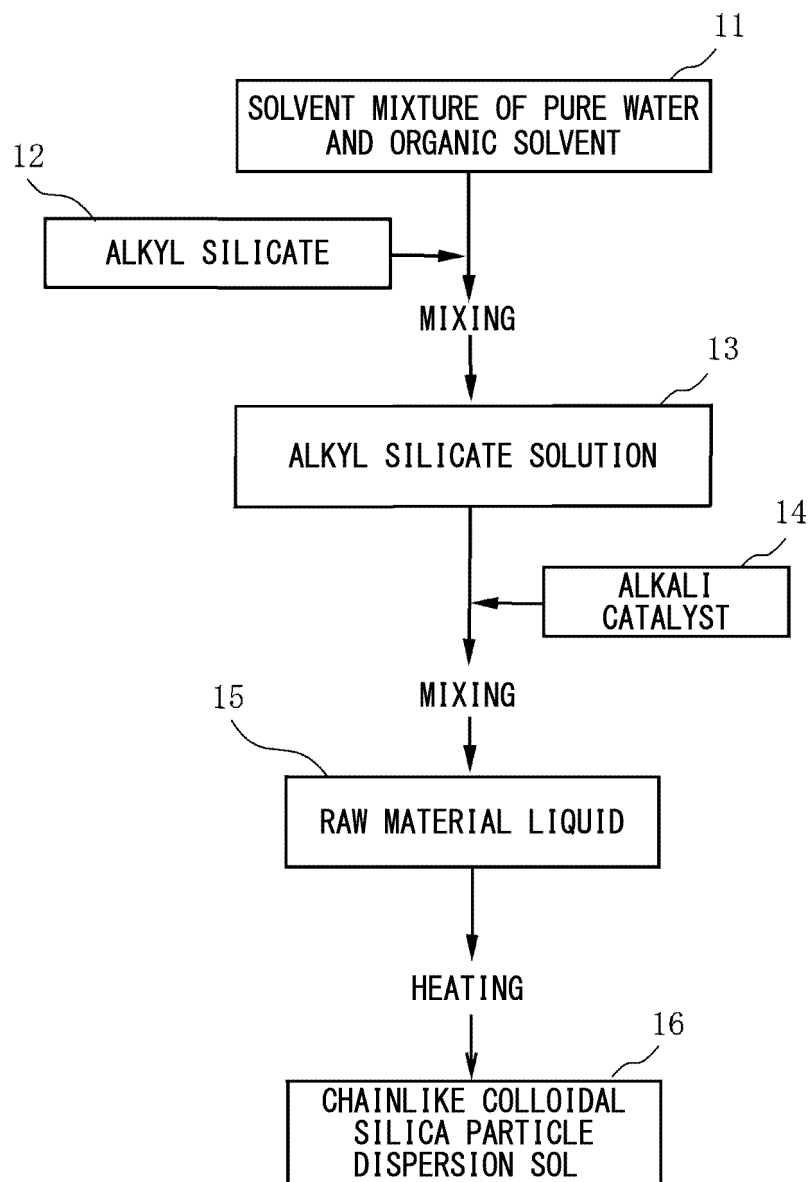 11
SOLVENT MIXTURE OF PURE WATER
AND ORGANIC SOLVENT
12
ALKYL SILICATE
MIXING
13
ALKYL SILICATE SOLUTION
14
ALKALI
CATALYST
MIXING
15
RAW MATERIAL LIQUID
HEATING
16
CHAINLIKE COLLOIDAL
SILICA PARTICLE
DISPERSION SOL